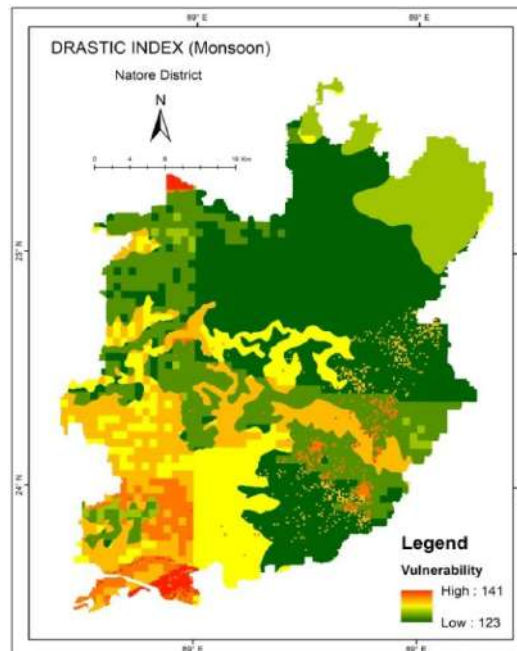 89° E 89° E
DRASTIC INDEX (Monsoon)
Natore District
N
0 4 8 16 Km
25° N
24° N
Legend
Vulnerability
High : 141
Low : 123
89° E 89° E